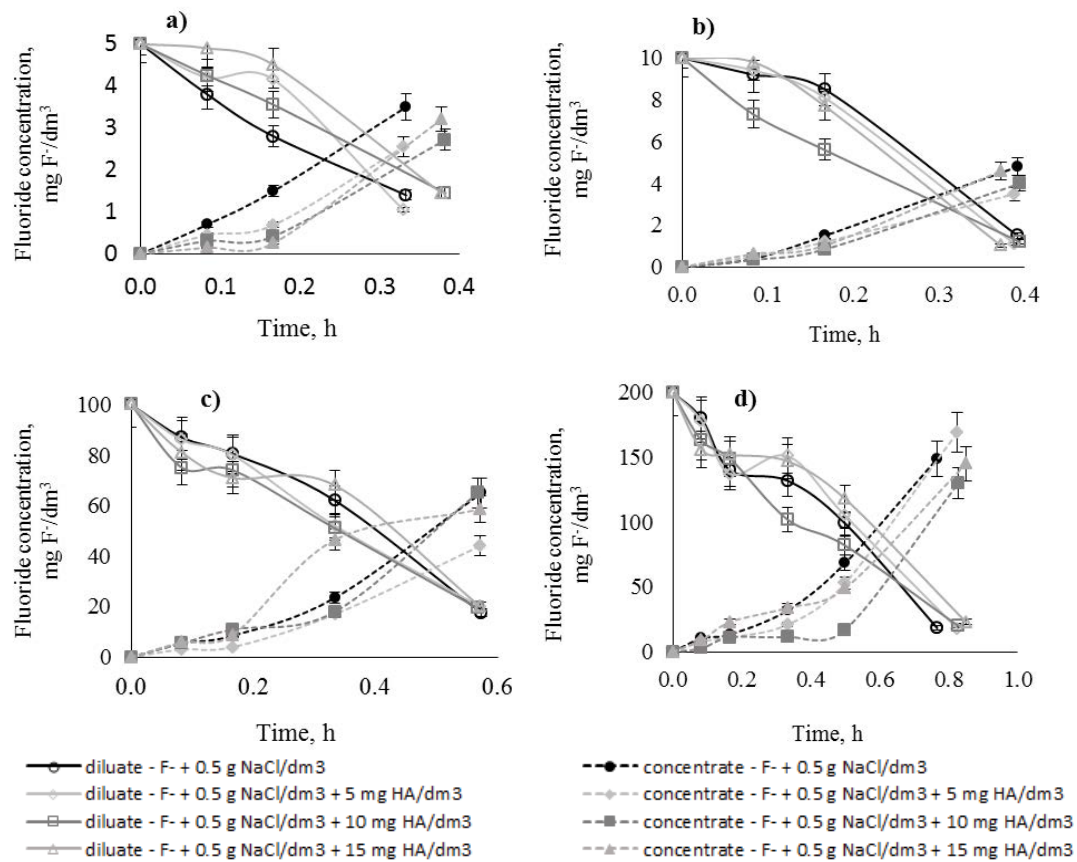 a)
Fluoride concentration,
mg F-/dm3
5
4
3
2
1
0
0.0 0.1 0.2 0.3 0.4
Time, h
b)
Fluoride concentration,
mg F-/dm3
10
8
6
4
2
0
0.0 0.1 0.2 0.3 0.4
Time, h
c)
Fluoride concentration,
mg F-/dm3
100
80
60
40
20
0
0.0 0.2 0.4 0.6
Time, h
d)
Fluoride concentration,
mg F-/dm3
200
150
100
50
0
0.0 0.2 0.4 0.6 0.8 1.0
Time, h
diluate - F- + 0.5 g NaCl/dm3
diluate - F- + 0.5 g NaCl/dm3 + 5 mg HA/dm3
diluate - F- + 0.5 g NaCl/dm3 + 10 mg HA/dm3
diluate - F- + 0.5 g NaCl/dm3 + 15 mg HA/dm3
concentrate - F- + 0.5 g NaCl/dm3
concentrate - F- + 0.5 g NaCl/dm3 + 5 mg HA/dm3
concentrate - F- + 0.5 g NaCl/dm3 + 10 mg HA/dm3
concentrate - F- + 0.5 g NaCl/dm3 + 15 mg HA/dm3